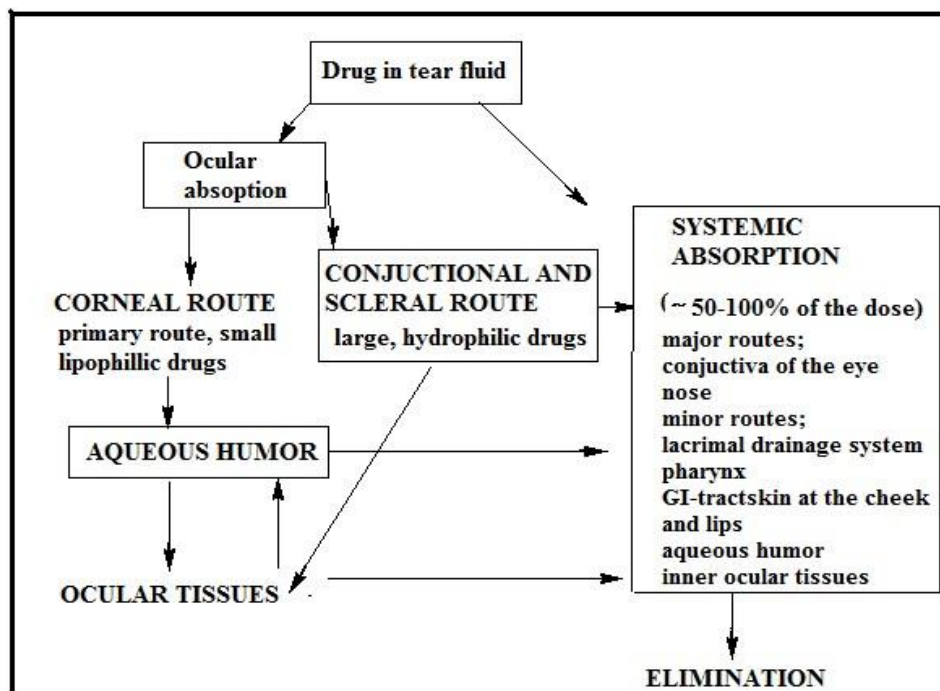 Drug in tear fluid
Ocular
absoption
CORNEAL ROUTE
primary route, small
lipophillic drugs
CONJUCTIONAL AND
SCLERAL ROUTE
large, hydrophilic drugs
AQUEOUS HUMOR
OCULAR TISSUES
SYSTEMIC
ABSORPTION
(~ 50-100% of the dose)
major routes;
conjuctiva of the eye
nose
minor routes;
lacrimal drainage system
pharynx
GI-tractskin at the cheek
and lips
aqueous humor
inner ocular tissues
ELIMINATION